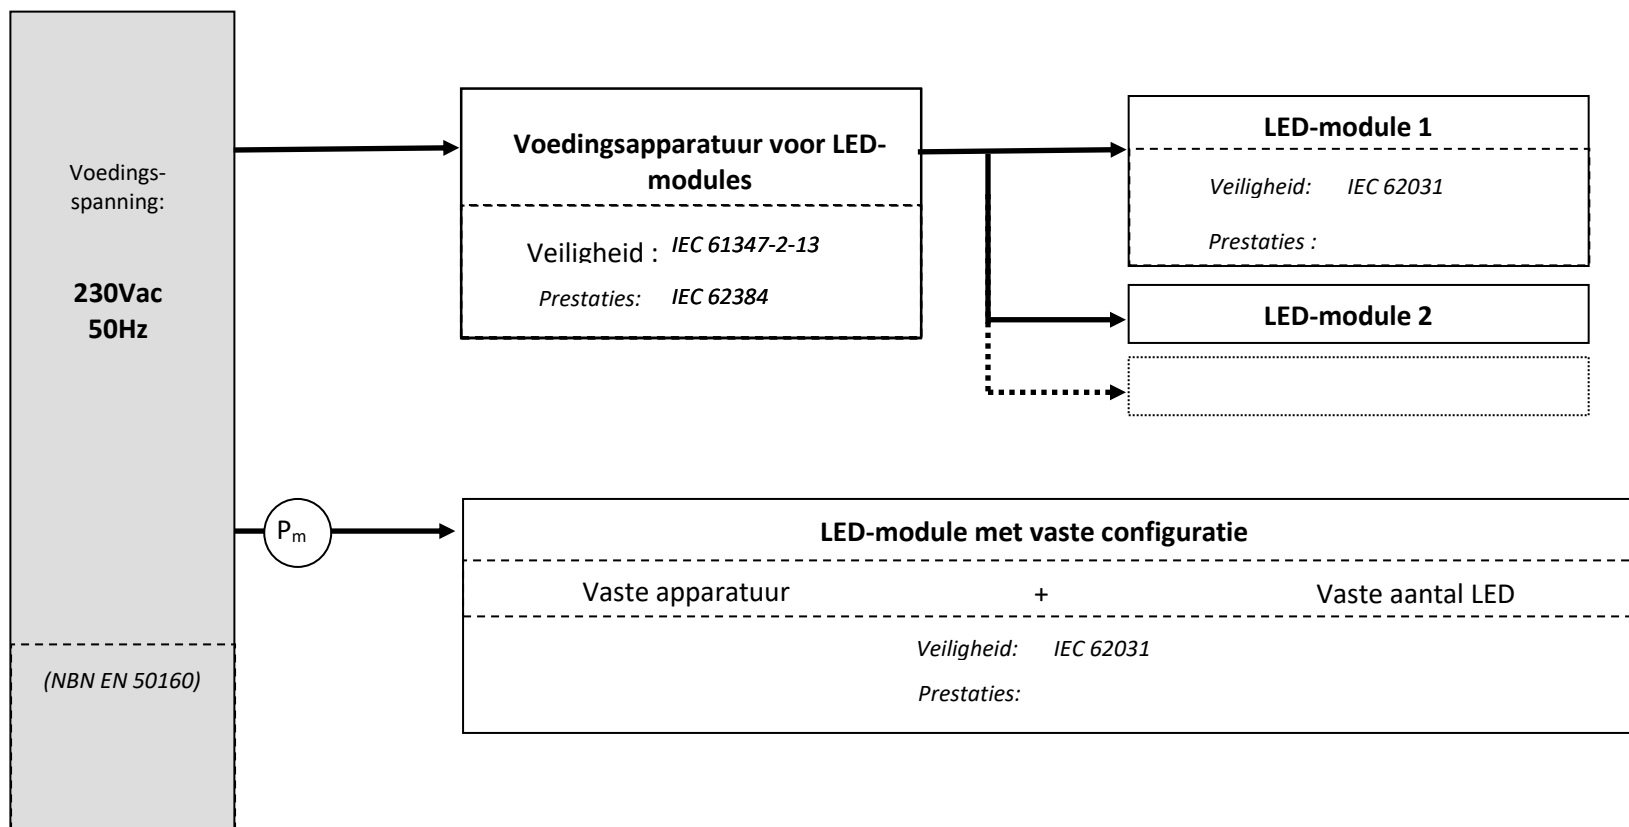 Voedings-
spanning:
230Vac
50Hz
(NBN EN 50160)
Voedingsapparatuur voor LED-
modules
Veiligheid : IEC 61347-2-13
Prestaties: IEC 62384
LED-module 1
Veiligheid: IEC 62031
Prestaties :
LED-module 2
Pm
LED-module met vaste configuratie
Vaste apparatuur + Vaste aantal LED
Veiligheid: IEC 62031
Prestaties: